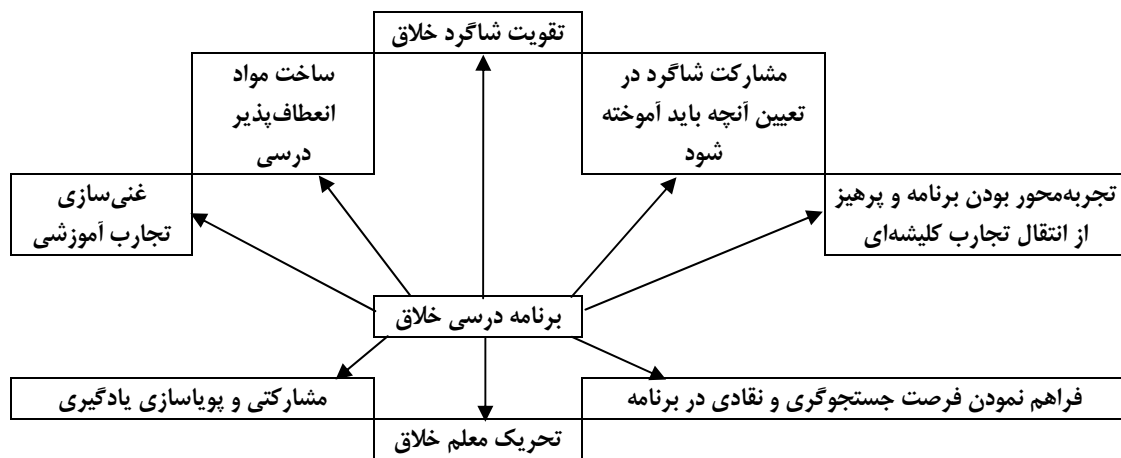 تقویت شاگرد خلاق
مشارکت شاگرد در
تعیین آنچه باید آموخته
شود
ساخت مواد
انعطاف‌پذیر
درسی
تجربه‌محور بودن برنامه و پرهیز
از انتقال تجارب کلیشه‌ای
غنی‌سازی
تجارب آموزشی
برنامه درسی خلاق
فراهم نمودن فرصت جستجوگری و نقادی در برنامه
مشارکتی و پویاسازی یادگیری
تحریک معلم خلاق